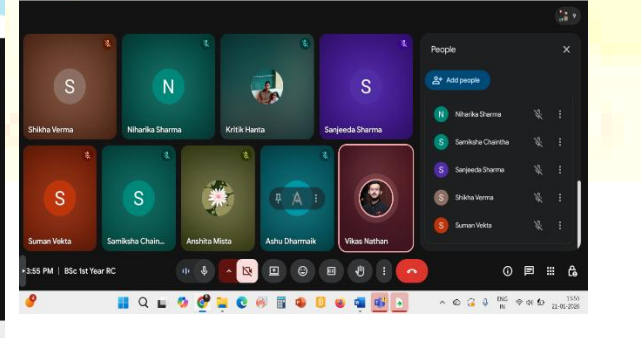 9
People
Add people
S
N
S
Shikha Verma
Niharika Sharma
Kritik Hanta
Sanjeeda Sharma
N Niharika Sharma
S Samiksha Chaintha
S Sanjeeda Sharma
S Shikha Verma
S Suman Vekta
S
S
A
Suman Vekta
Samiksha Chain...
Anshita Mista
Ashu Dharmaik
Vikas Nathan
3:55 PM | BSc 1st Year RC
ENG
IN
21-01-2026